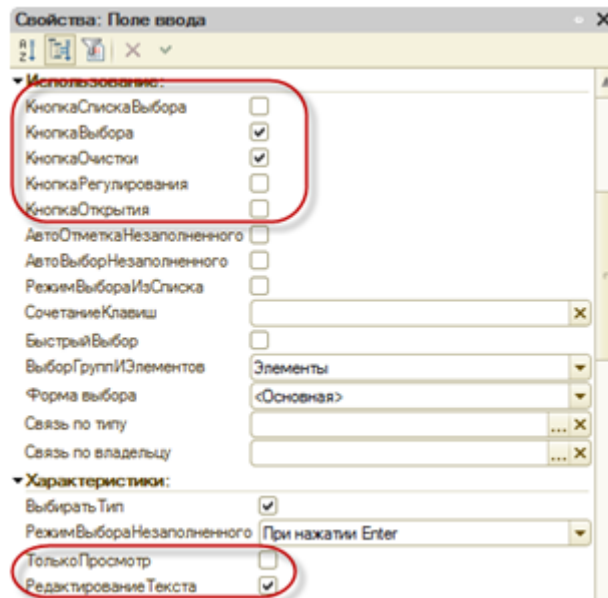 Свойства: Поле ввода
Использование:
КнопкаСпискаВыбора
КнопкаВыбора
КнопкаОчистки
КнопкаРегулирования
КнопкаОткрытия
АвтоОтметкаНезаполненного
АвтоВыборНезаполненного
РежимВыбораИзСписка
СочетаниеКлавиш
БыстрыйВыбор
ВыборГруппИЭлементов Элементы
Форма выбора <Основная>
Связь по типу ...
Связь по владельцу ...
Характеристики:
ВыбиратьТип
РежимВыбораНезаполненного При нажатии Enter
ТолькоПросмотр
РедактированиеТекста